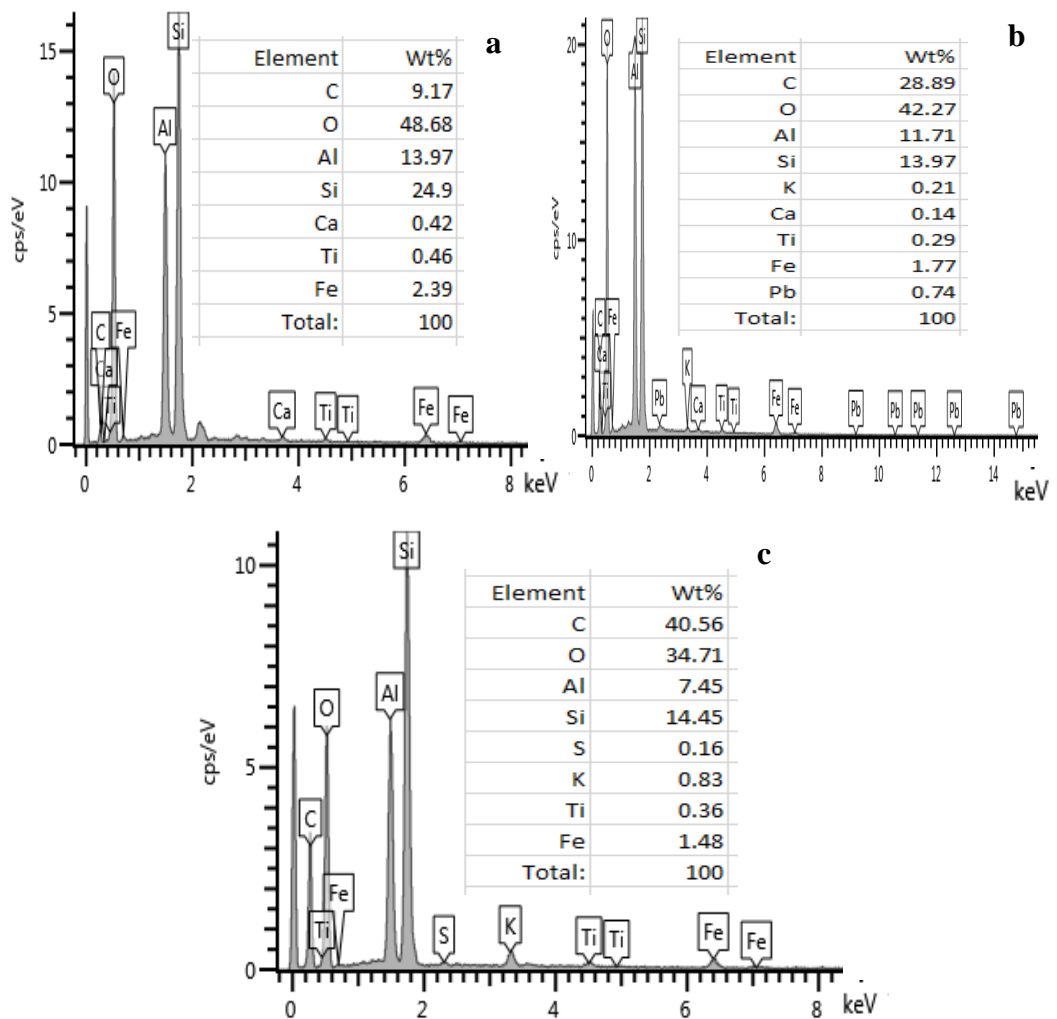 a
cps/eV
15
10
5
0
Si
O
Al
C
Fe
Ca
Ti
Ca
Ti
Ti
Fe
Fe
0 2 4 6 8 keV
Element Wt%
C 9.17
O 48.68
Al 13.97
Si 24.9
Ca 0.42
Ti 0.46
Fe 2.39
Total: 100
b
cps/eV
20
10
0
O
Si
Al
C
Fe
Ca
Ti
Pb
K
Ca
Ti
Ti
Fe
Fe
Pb
Pb
Pb
Pb
Pb
0 2 4 6 8 10 12 14 keV
Element Wt%
C 28.89
O 42.27
Al 11.71
Si 13.97
K 0.21
Ca 0.14
Ti 0.29
Fe 1.77
Pb 0.74
Total: 100
c
cps/eV
10
5
0
Si
Al
O
C
Fe
Ti
S
K
Ti
Ti
Fe
Fe
0 2 4 6 8 keV
Element Wt%
C 40.56
O 34.71
Al 7.45
Si 14.45
S 0.16
K 0.83
Ti 0.36
Fe 1.48
Total: 100